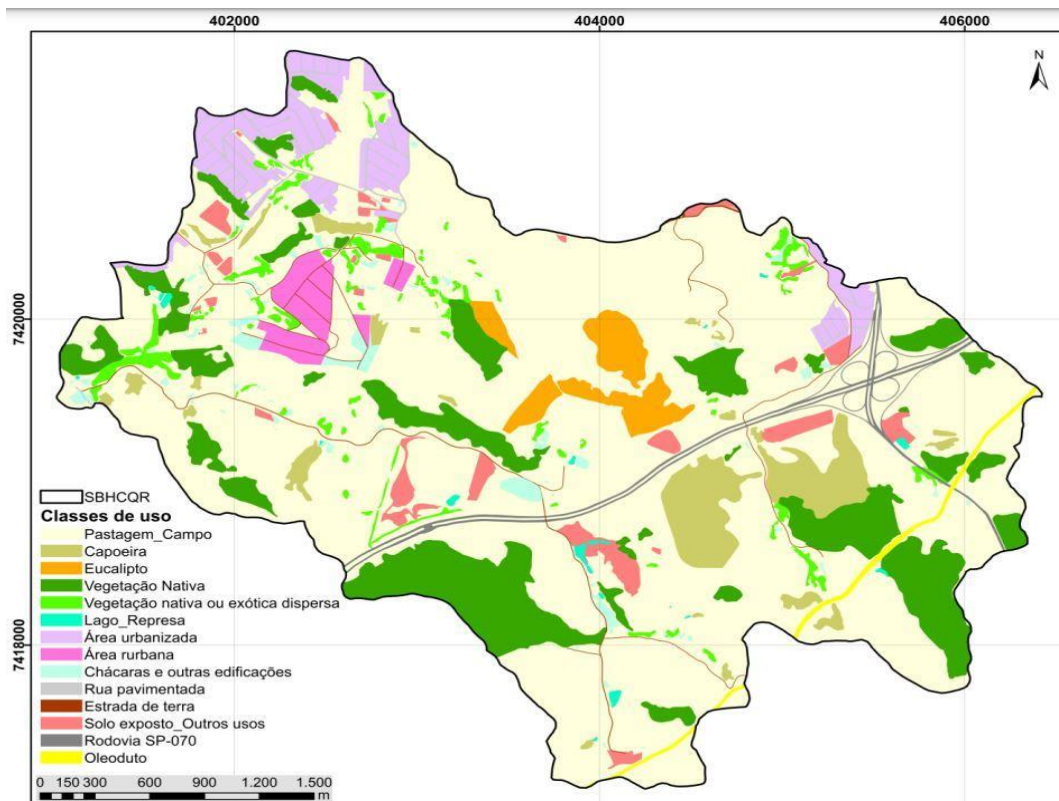 402000 404000 406000
N
7420000
7418000
SBHCQR
Classes de uso
Pastagem_Campo
Capoeira
Eucalipto
Vegetação Nativa
Vegetação nativa ou exótica dispersa
Lago_Represa
Área urbanizada
Área rurbana
Chácaras e outras edificações
Rua pavimentada
Estrada de terra
Solo exposto_Outros usos
Rodovia SP-070
Oleoduto
0 150 300 600 900 1.200 1.500
m